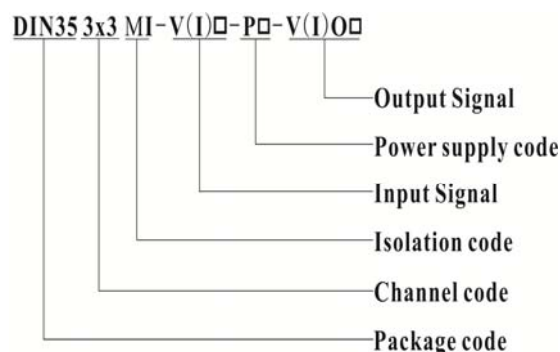 DIN35 3x3 MI-V(I)□-P□-V(I)O□
Output Signal
Power supply code
Input Signal
Isolation code
Channel code
Package code